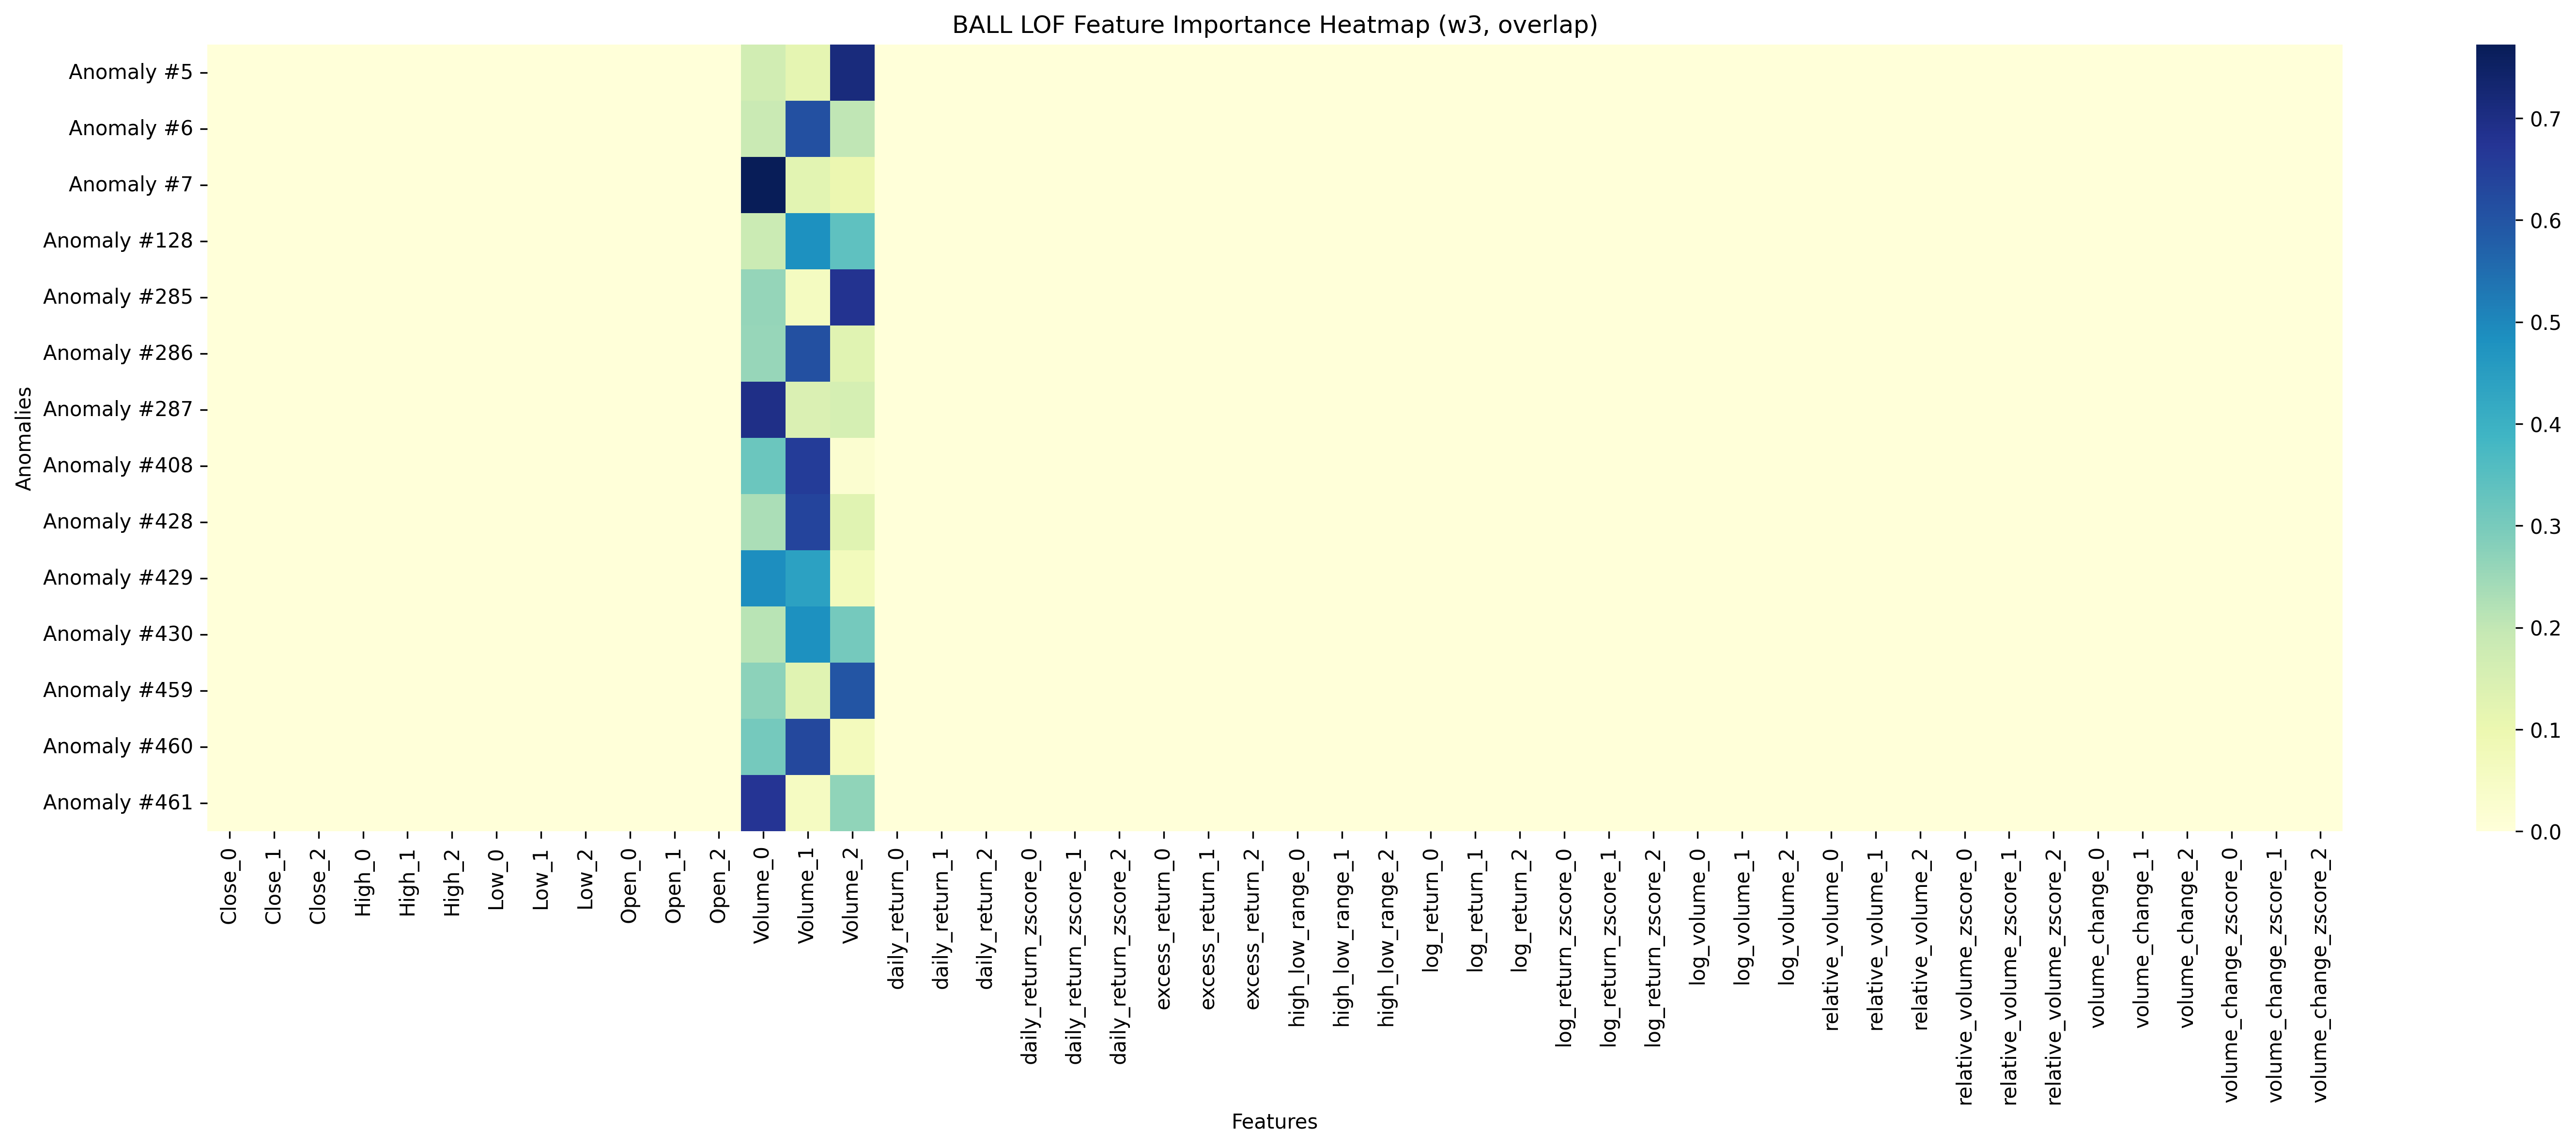 BALL LOF Feature Importance Heatmap (w3, overlap)
Anomalies
Anomaly #5
Anomaly #6
Anomaly #7
Anomaly #128
Anomaly #285
Anomaly #286
Anomaly #287
Anomaly #408
Anomaly #428
Anomaly #429
Anomaly #430
Anomaly #459
Anomaly #460
Anomaly #461
0.7
0.6
0.5
0.4
0.3
0.2
0.1
0.0
Close_0
Close_1
Close_2
High_0
High_1
High_2
Low_0
Low_1
Low_2
Open_0
Open_1
Open_2
Volume_0
Volume_1
Volume_2
daily_return_0
daily_return_1
daily_return_2
daily_return_zscore_0
daily_return_zscore_1
daily_return_zscore_2
excess_return_0
excess_return_1
excess_return_2
high_low_range_0
high_low_range_1
high_low_range_2
log_return_0
log_return_1
log_return_2
log_return_zscore_0
log_return_zscore_1
log_return_zscore_2
log_volume_0
log_volume_1
log_volume_2
relative_volume_0
relative_volume_1
relative_volume_2
relative_volume_zscore_0
relative_volume_zscore_1
relative_volume_zscore_2
volume_change_0
volume_change_1
volume_change_2
volume_change_zscore_0
volume_change_zscore_1
volume_change_zscore_2
Features